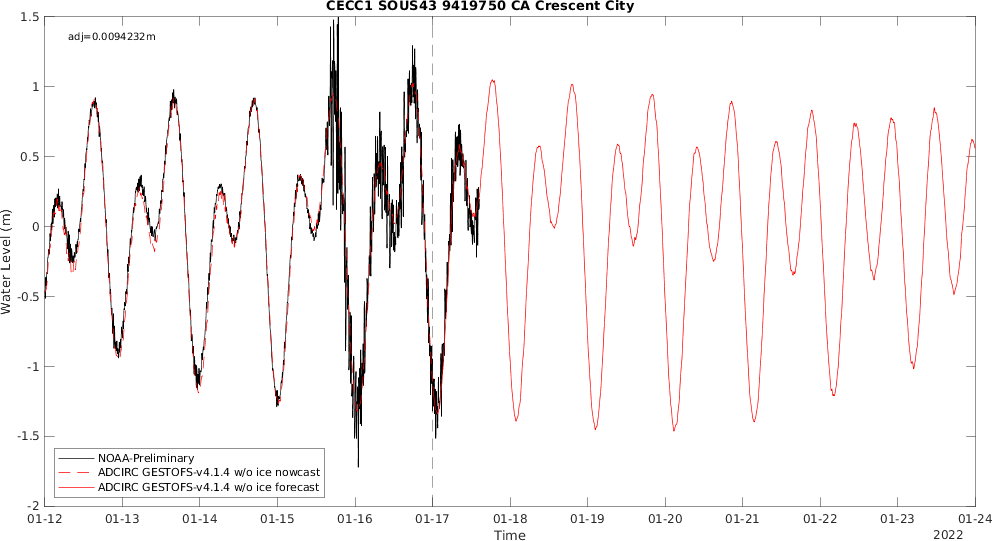 CECC1 SOUS43 9419750 CA Crescent City
adj=0.0094232m
1.5
1
0.5
0
-0.5
-1
-1.5
-2
Water Level (m)
NOAA-Preliminary
ADCIRC GESTOFS-v4.1.4 w/o ice nowcast
ADCIRC GESTOFS-v4.1.4 w/o ice forecast
01-12 01-13 01-14 01-15 01-16 01-17 01-18 01-19 01-20 01-21 01-22 01-23 01-24
Time
2022